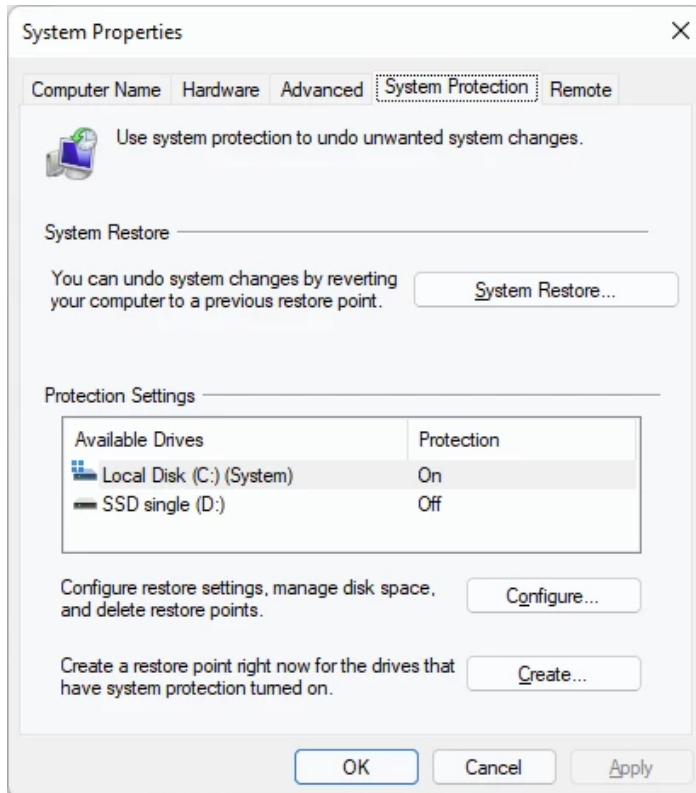 System Properties
Computer Name Hardware Advanced System Protection Remote
Use system protection to undo unwanted system changes.
System Restore
You can undo system changes by reverting
your computer to a previous restore point.
System Restore...
Protection Settings
Available Drives Protection
Local Disk (C:) (System) On
SSD single (D:) Off
Configure restore settings, manage disk space,
and delete restore points.
Configure...
Create a restore point right now for the drives that
have system protection turned on.
Create...
OK Cancel Apply